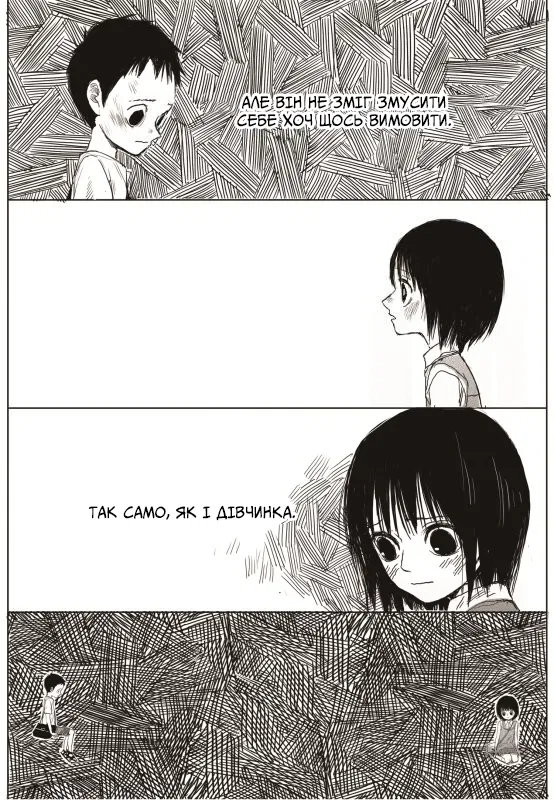 АЛЕ ВІН НЕ ЗМІГ ЗМУСИТИ
СЕБЕ ХОЧ ЩОСЬ ВИМОВИТИ.
ТАК САМО, ЯК І ДІВЧИНКА.